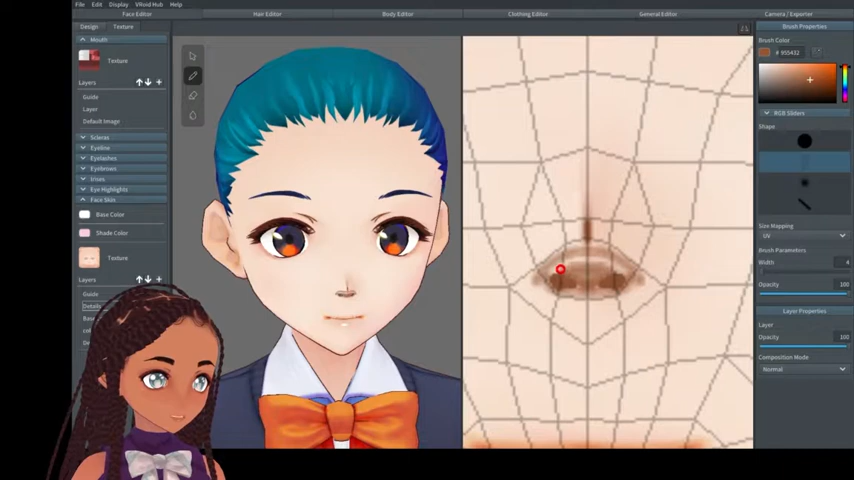 File Edit Display VRoid Hub Help
Face Editor Hair Editor Body Editor Clothing Editor General Editor Camera / Exporter
Design Texture
Mouth
Texture
Layers
Guide
Layer
Default Image
Scleras
Eyeline
Eyelashes
Eyebrows
Irises
Eye Highlights
Face Skin
Base Color
Shade Color
Texture
Layers
Guide
Details
Brush Properties
Brush Color
# 955432
RGB Sliders
Shape
Size Mapping
UV
Brush Parameters
Width 4
Opacity 100
Layer Properties
Layer
Opacity 100
Composition Mode
Normal